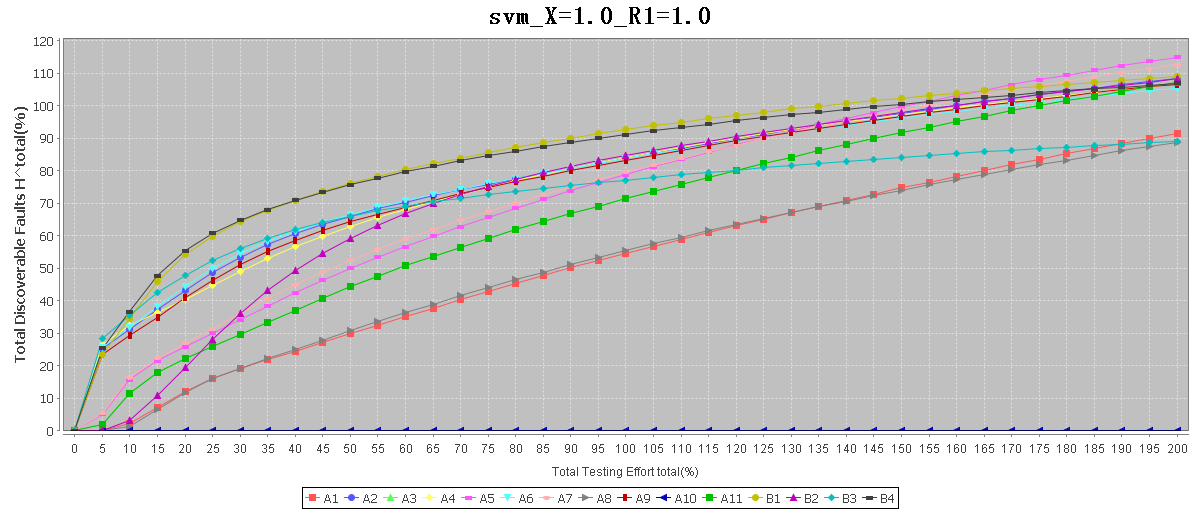 svm_X=1.0_R1=1.0
Total Discoverable Faults H^total(%)
120
110
100
90
80
70
60
50
40
30
20
10
0
0 5 10 15 20 25 30 35 40 45 50 55 60 65 70 75 80 85 90 95 100 105 110 115 120 125 130 135 140 145 150 155 160 165 170 175 180 185 190 195 200
Total Testing Effort total(%)
A1 A2 A3 A4 A5 A6 A7 A8 A9 A10 A11 B1 B2 B3 B4